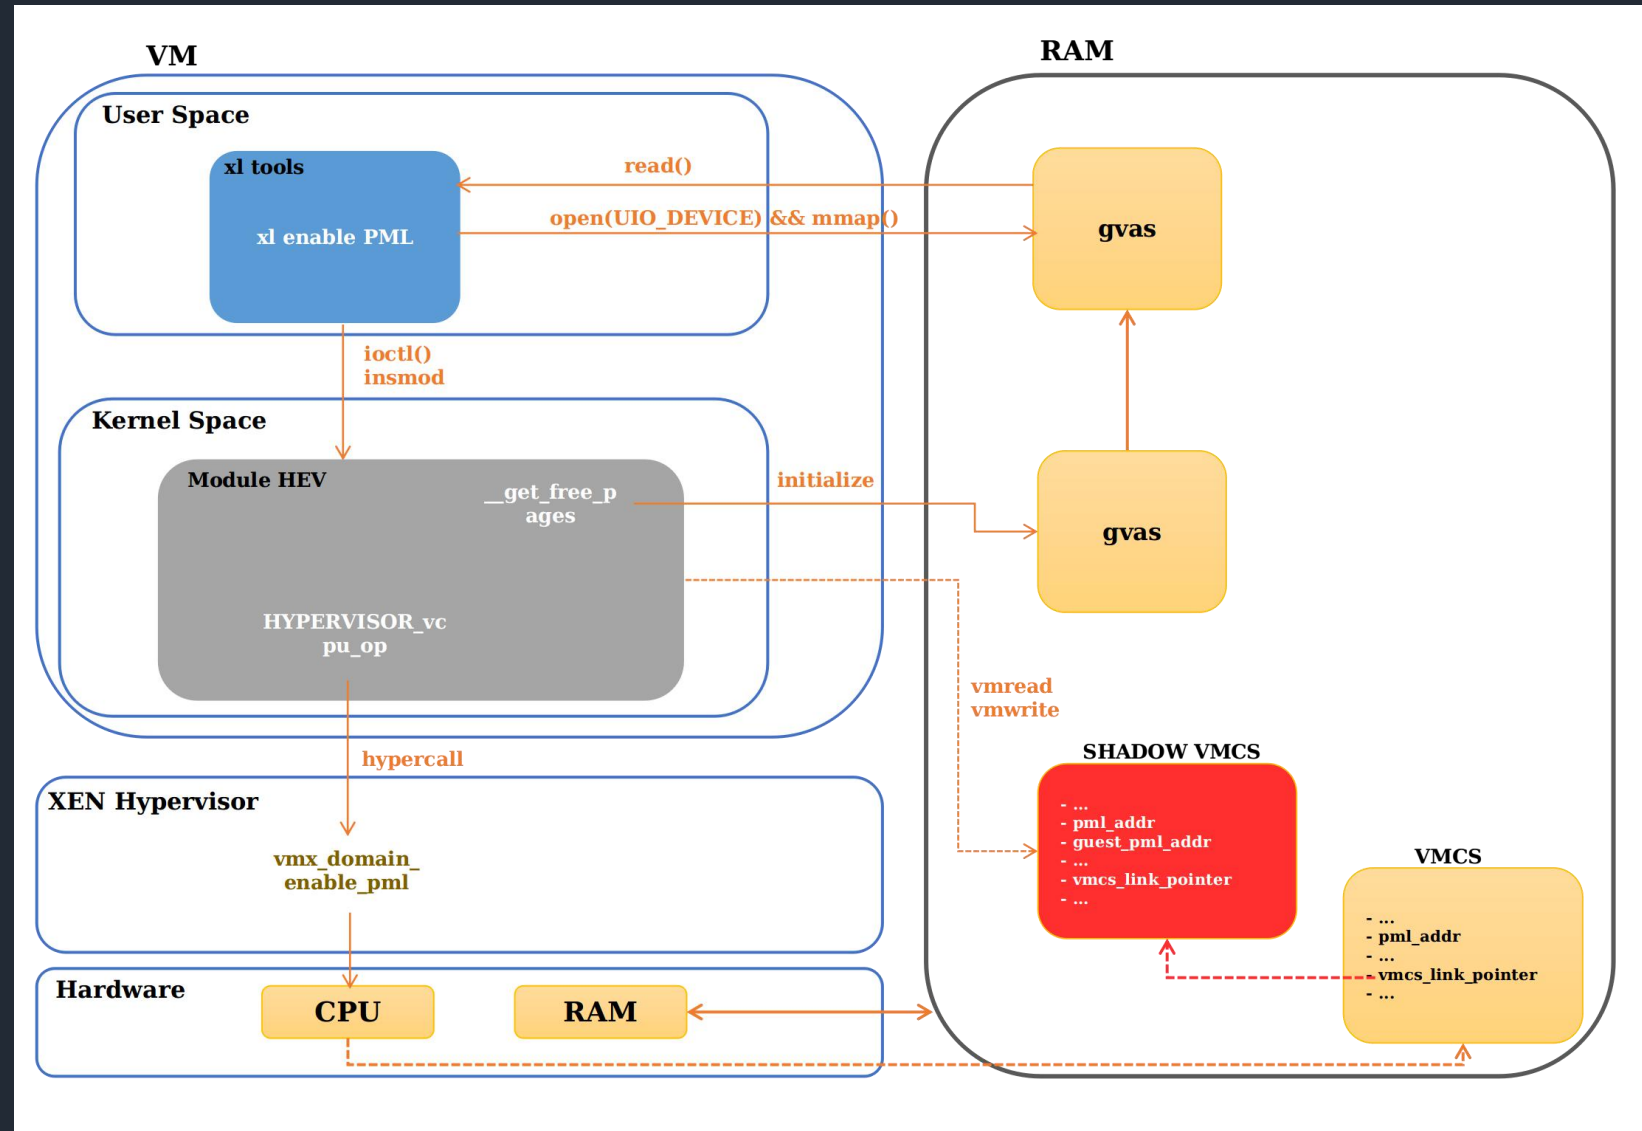 VM
User Space
xl tools
xl enable PML
read()
open(UIO_DEVICE) && mmap()
ioctl()
insmod
Kernel Space
Module HEV
__get_free_p
ages
HYPERVISOR_vc
pu_op
initialize
hypercall
XEN Hypervisor
vmx_domain_
enable_pml
Hardware
CPU
RAM
RAM
gvas
gvas
vmread
vmwrite
SHADOW VMCS
- ...
- pml_addr
- guest_pml_addr
- ...
- vmcs_link_pointer
- ...
VMCS
- ...
- pml_addr
- ...
- vmcs_link_pointer
- ...